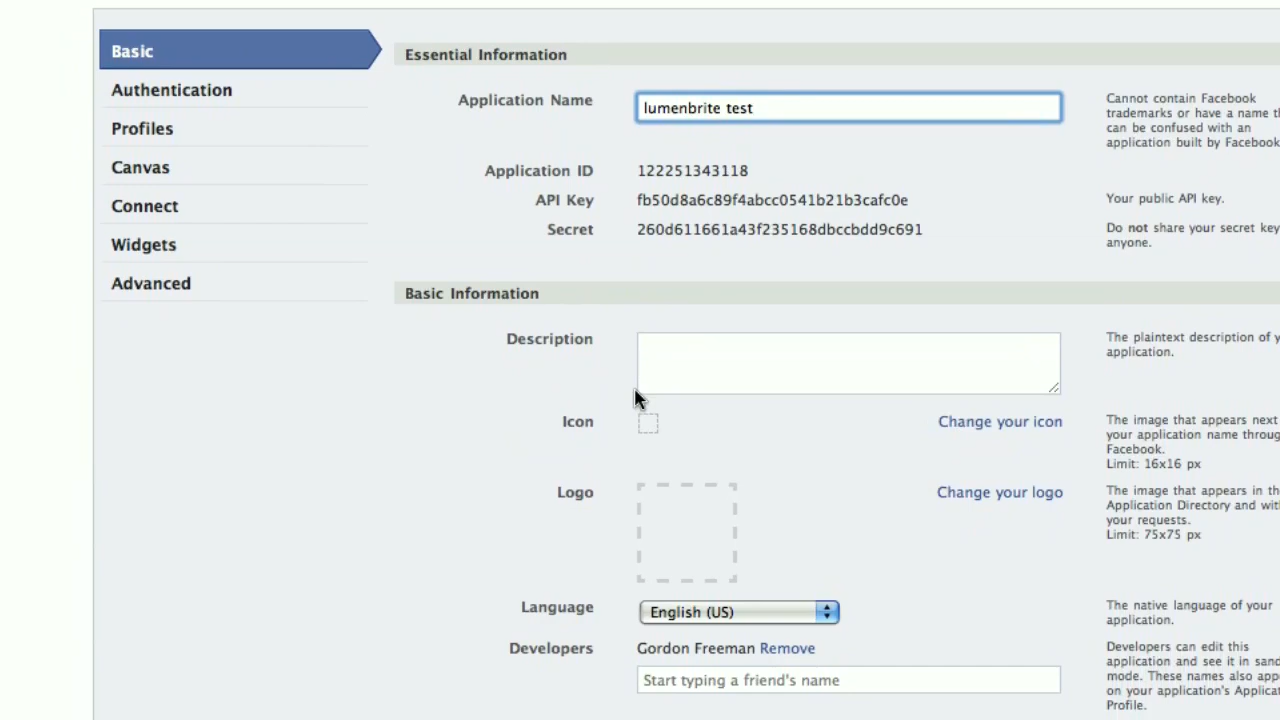 Basic
Authentication
Profiles
Canvas
Connect
Widgets
Advanced
Essential Information
Application Name
lumenbrite test
Cannot contain Facebook
trademarks or have a name
can be confused with an
application built by Facebook
Application ID
122251343118
API Key
fb50d8a6c89f4abcc0541b21b3cafc0e
Your public API key.
Secret
260d611661a43f235168dbccbdd9c691
Do not share your secret key
anyone.
Basic Information
Description
The plaintext description of
application.
Icon
Change your icon
The image that appears next
your application name
Facebook.
Limit: 16x16 px
Logo
Change your logo
The image that appears in
Application Directory and
your requests.
Limit: 75x75 px
Language
English (US)
The native language of your
application.
Developers
Gordon Freeman Remove
Start typing a friend's name
Developers can edit this
application and see it in
mode. These names also
on your application's
Profile.